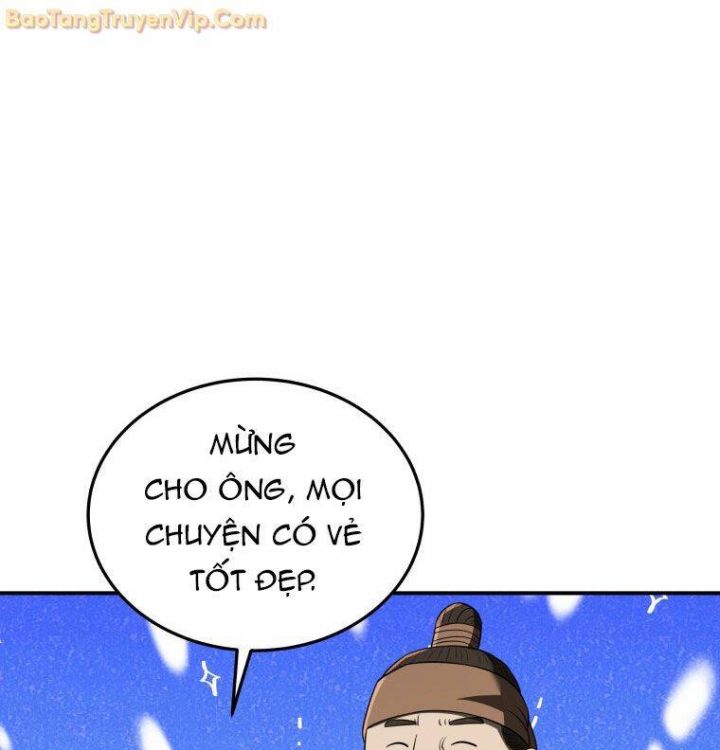 BaoTangTruyenVip.Com
MỪNG
CHO ÔNG, MỌI
CHUYỆN CÓ VẺ
TỐT ĐẸP.